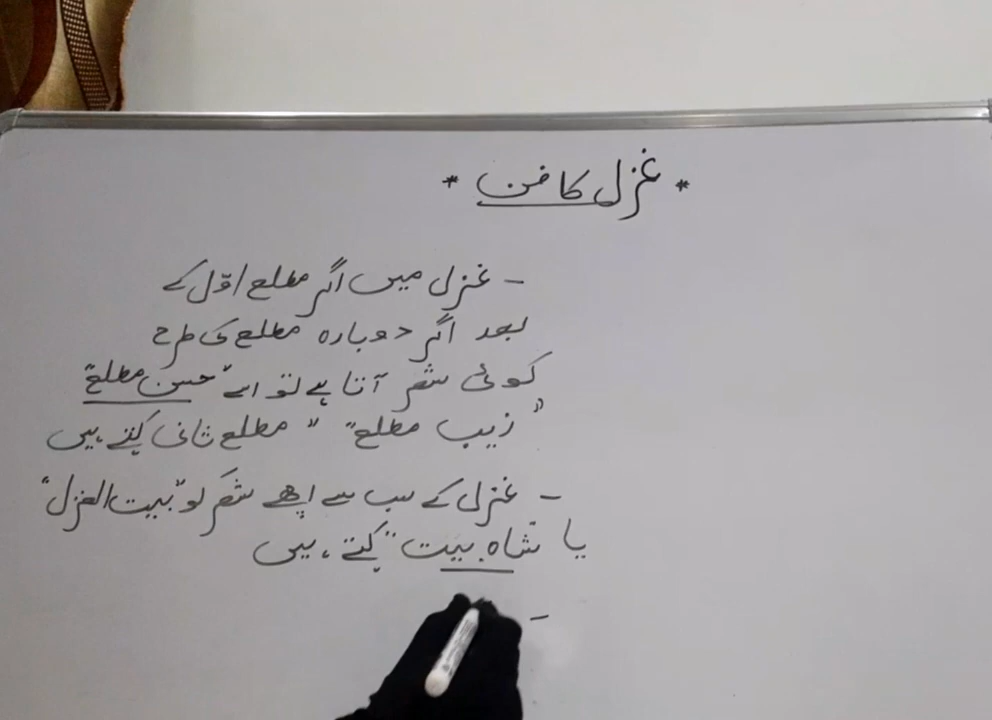 * غزل کا فن *
- غزل میں اگر مطلع اوّل کے
بعد اگر دوبارہ مطلع کی طرح
کوئی شعر آتا ہے تو اسے "حسن مطلع"
"زیب مطلع" " مطلع ثانی کہتے ہیں
- غزل کے سب سے اچھے شعر کو "بیت الغزل"
یا شاہ بیت" کہتے ہیں
-